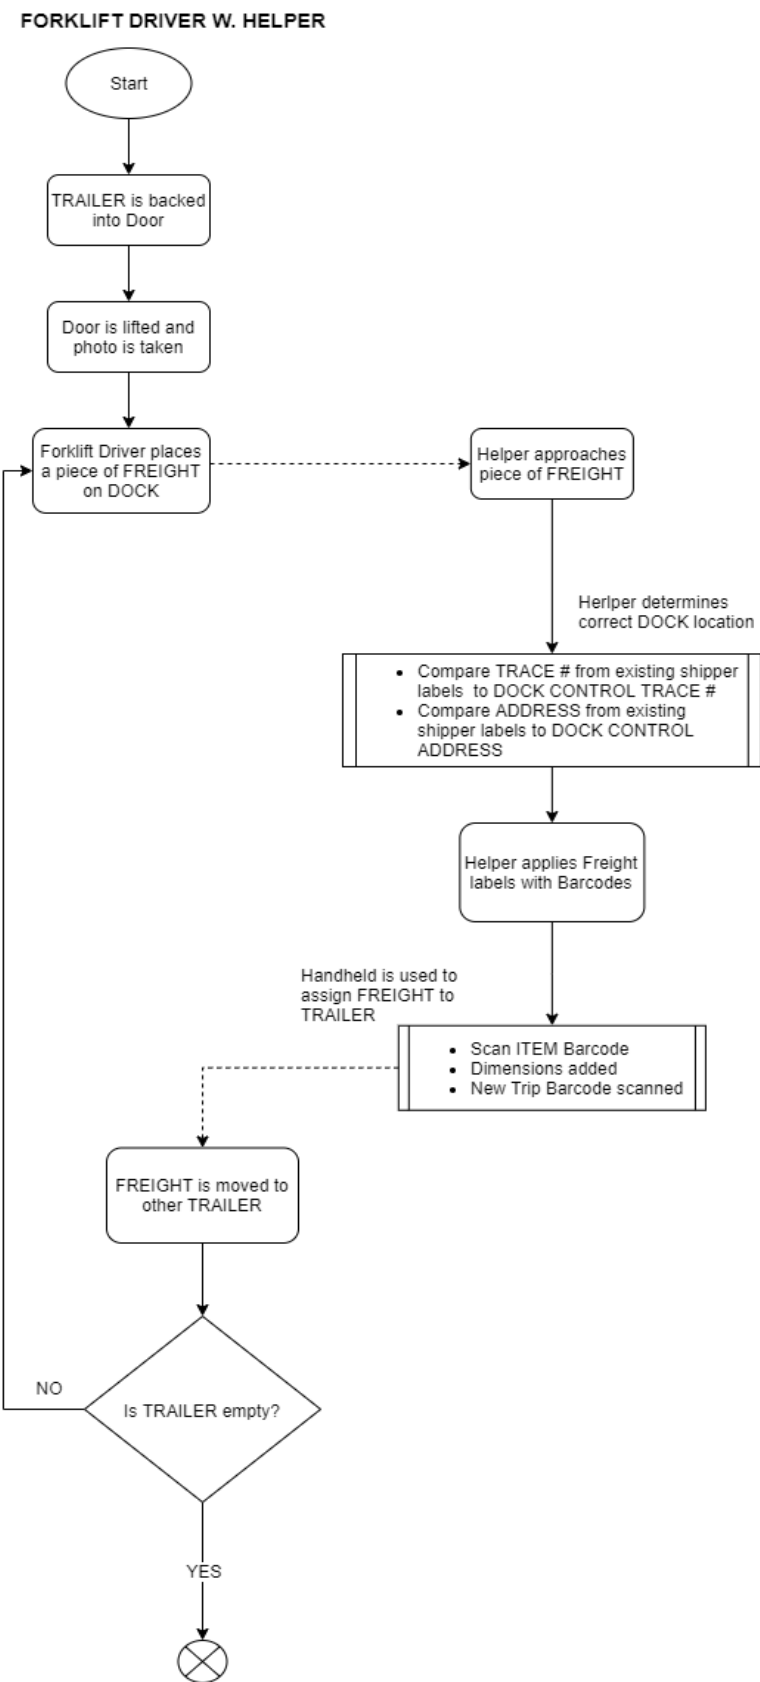 FORKLIFT DRIVER W. HELPER
Start
TRAILER is backed
into Door
Door is lifted and
photo is taken
Forklift Driver places
a piece of FREIGHT
on DOCK
Helper approaches
piece of FREIGHT
Herlper determines
correct DOCK location
• Compare TRACE # from existing shipper
labels to DOCK CONTROL TRACE #
• Compare ADDRESS from existing
shipper labels to DOCK CONTROL
ADDRESS
Helper applies Freight
labels with Barcodes
Handheld is used to
assign FREIGHT to
TRAILER
• Scan ITEM Barcode
• Dimensions added
• New Trip Barcode scanned
FREIGHT is moved to
other TRAILER
NO
Is TRAILER empty?
YES